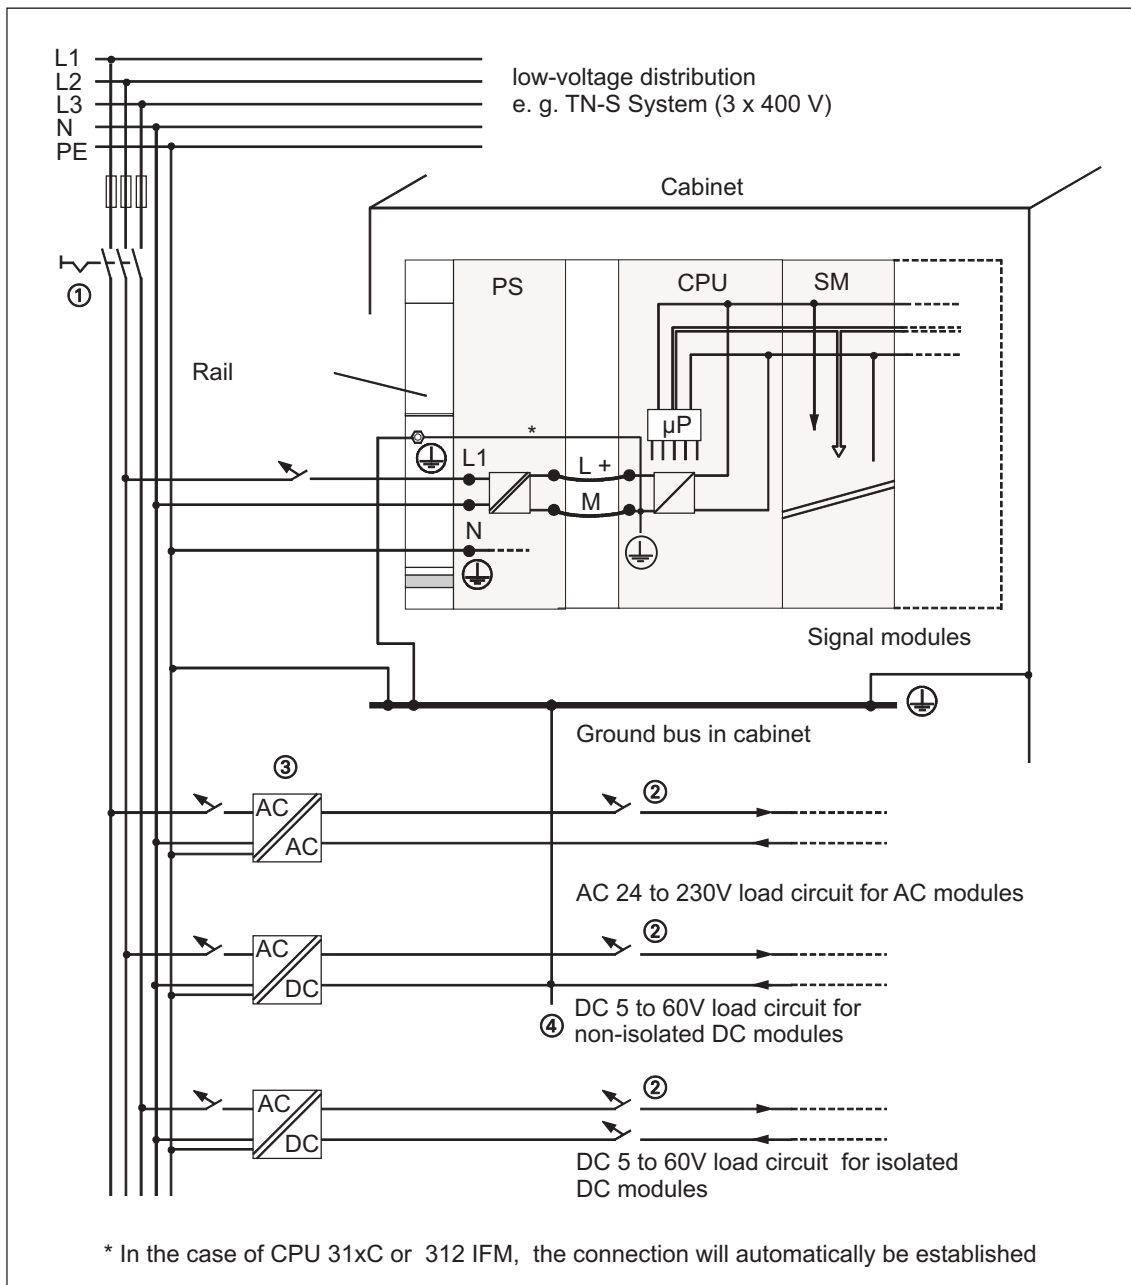 L1
L2
L3
N
PE
low-voltage distribution
e. g. TN-S System (3 x 400 V)
Cabinet
PS
CPU
SM
①
Rail
µP
*
L1
L +
M
N
Signal modules
Ground bus in cabinet
③
②
AC
AC
AC 24 to 230V load circuit for AC modules
②
AC
DC
④
DC 5 to 60V load circuit for
non-isolated DC modules
②
AC
DC
DC 5 to 60V load circuit for isolated
DC modules
* In the case of CPU 31xC or 312 IFM, the connection will automatically be established